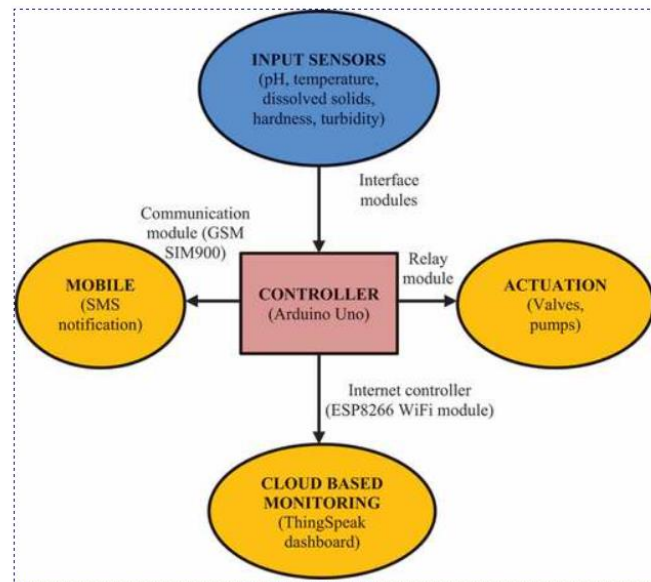 INPUT SENSORS
(pH, temperature,
dissolved solids,
hardness, turbidity)
Interface
modules
Communication
module (GSM
SIM900)
Relay
module
MOBILE
(SMS
notification)
CONTROLLER
(Arduino Uno)
ACTUATION
(Valves,
pumps)
Internet controller
(ESP8266 WiFi module)
CLOUD BASED
MONITORING
(ThingSpeak
dashboard)